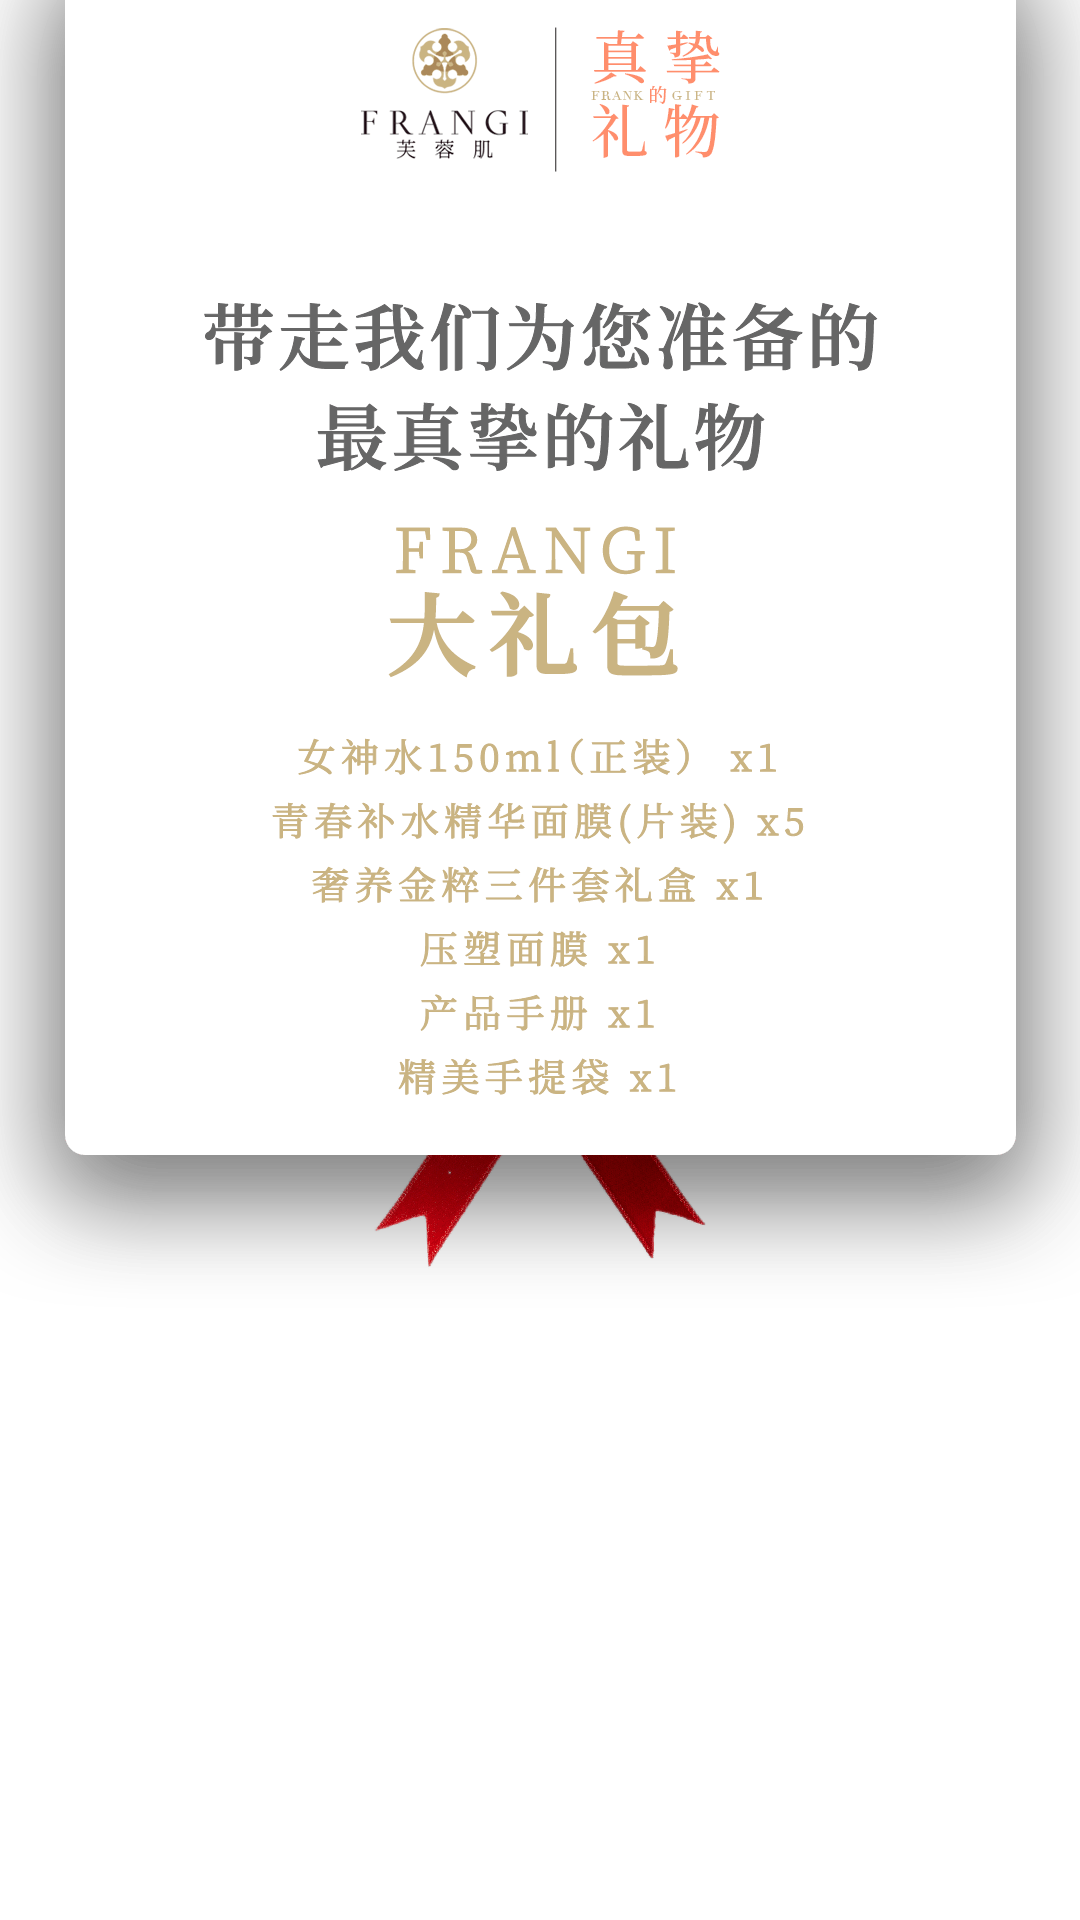 FRANGI
芙蓉肌
真挚
FRANK的GIFT
礼物
带走我们为您准备的
最真挚的礼物
FRANGI
大礼包
女神水150ml（正装） x1
青春补水精华面膜(片装) x5
奢养金粹三件套礼盒 x1
压塑面膜 x1
产品手册 x1
精美手提袋 x1